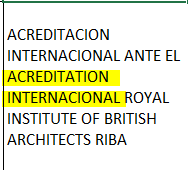 ACREDITACION
INTERNACIONAL ANTE EL
ACREDITATION
INTERNACIONAL ROYAL
INSTITUTE OF BRITISH
ARCHITECTS RIBA